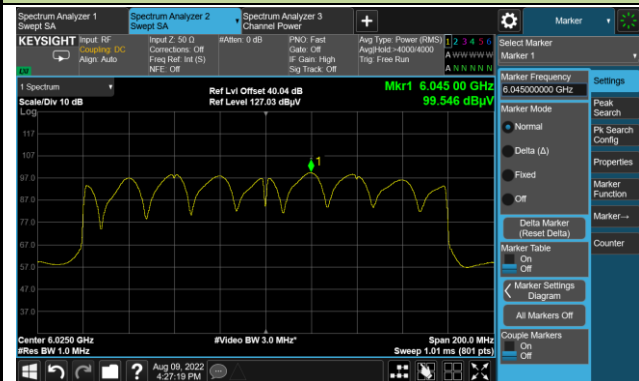 Spectrum Analyzer 1
Swept SA
Spectrum Analyzer 2
Swept SA
Spectrum Analyzer 3
Channel Power
+
Marker
KEYSIGHT
Input: RF
Coupling: DC
Align: Auto
Input Z: 50 Ω
Corrections: Off
Freq Ref: Int (S)
NFE: Off
#Atten: 0 dB
PNO: Fast
Gate: Off
IF Gain: High
Sig Track: Off
Avg Type: Power (RMS)
Avg|Hold:>4000/4000
Trig: Free Run
1 2 3 4 5 6
A W W W W W
A N N N N N
Select Marker
Marker 1
1 Spectrum
Scale/Div 10 dB
Log
Ref Lvl Offset 40.04 dB
Ref Level 127.03 dBµV
Mkr1 6.045 00 GHz
99.546 dBµV
117
107
97.0
87.0
77.0
67.0
57.0
47.0
37.0
1
Center 6.0250 GHz
#Res BW 1.0 MHz
#Video BW 3.0 MHz*
Span 200.0 MHz
Sweep 1.01 ms (801 pts)
Marker Frequency
6.045000000 GHz
Marker Mode
Normal
Delta (Δ)
Fixed
Off
Delta Marker
(Reset Delta)
Marker Table
On
Off
Marker Settings
Diagram
All Markers Off
Couple Markers
On
Off
Settings
Peak
Search
Pk Search
Config
Properties
Marker
Function
Marker→
Counter
?
Aug 09, 2022
4:27:19 PM